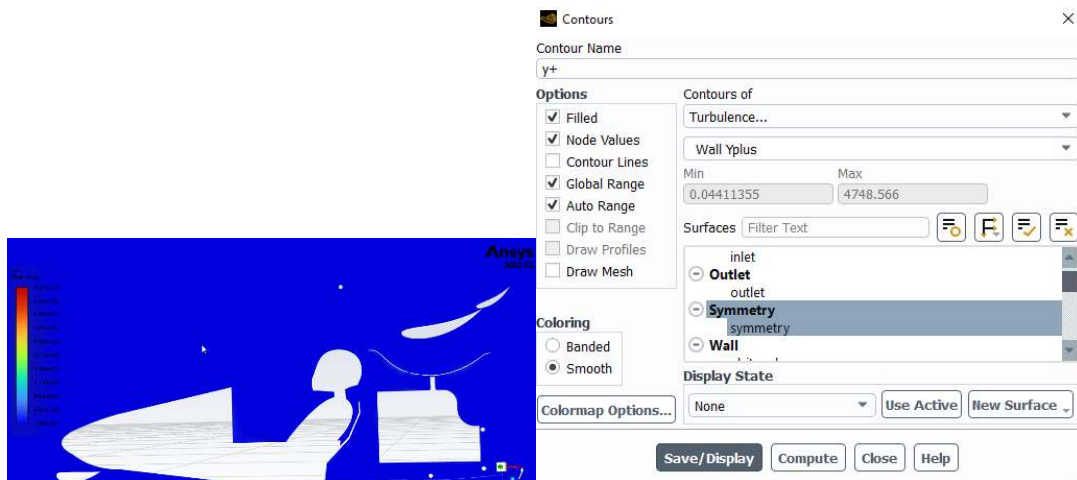 Contours
Contour Name
y+
Options
Filled
Node Values
Contour Lines
Global Range
Auto Range
Clip to Range
Draw Profiles
Draw Mesh
Coloring
Banded
Smooth
Colormap Options...
Contours of
Turbulence...
Wall Yplus
Min Max
0.04411355 4748.566
Surfaces Filter Text
inlet
Outlet
outlet
Symmetry
symmetry
Wall
Display State
None Use Active New Surface
Save/Display Compute Close Help
Ansys